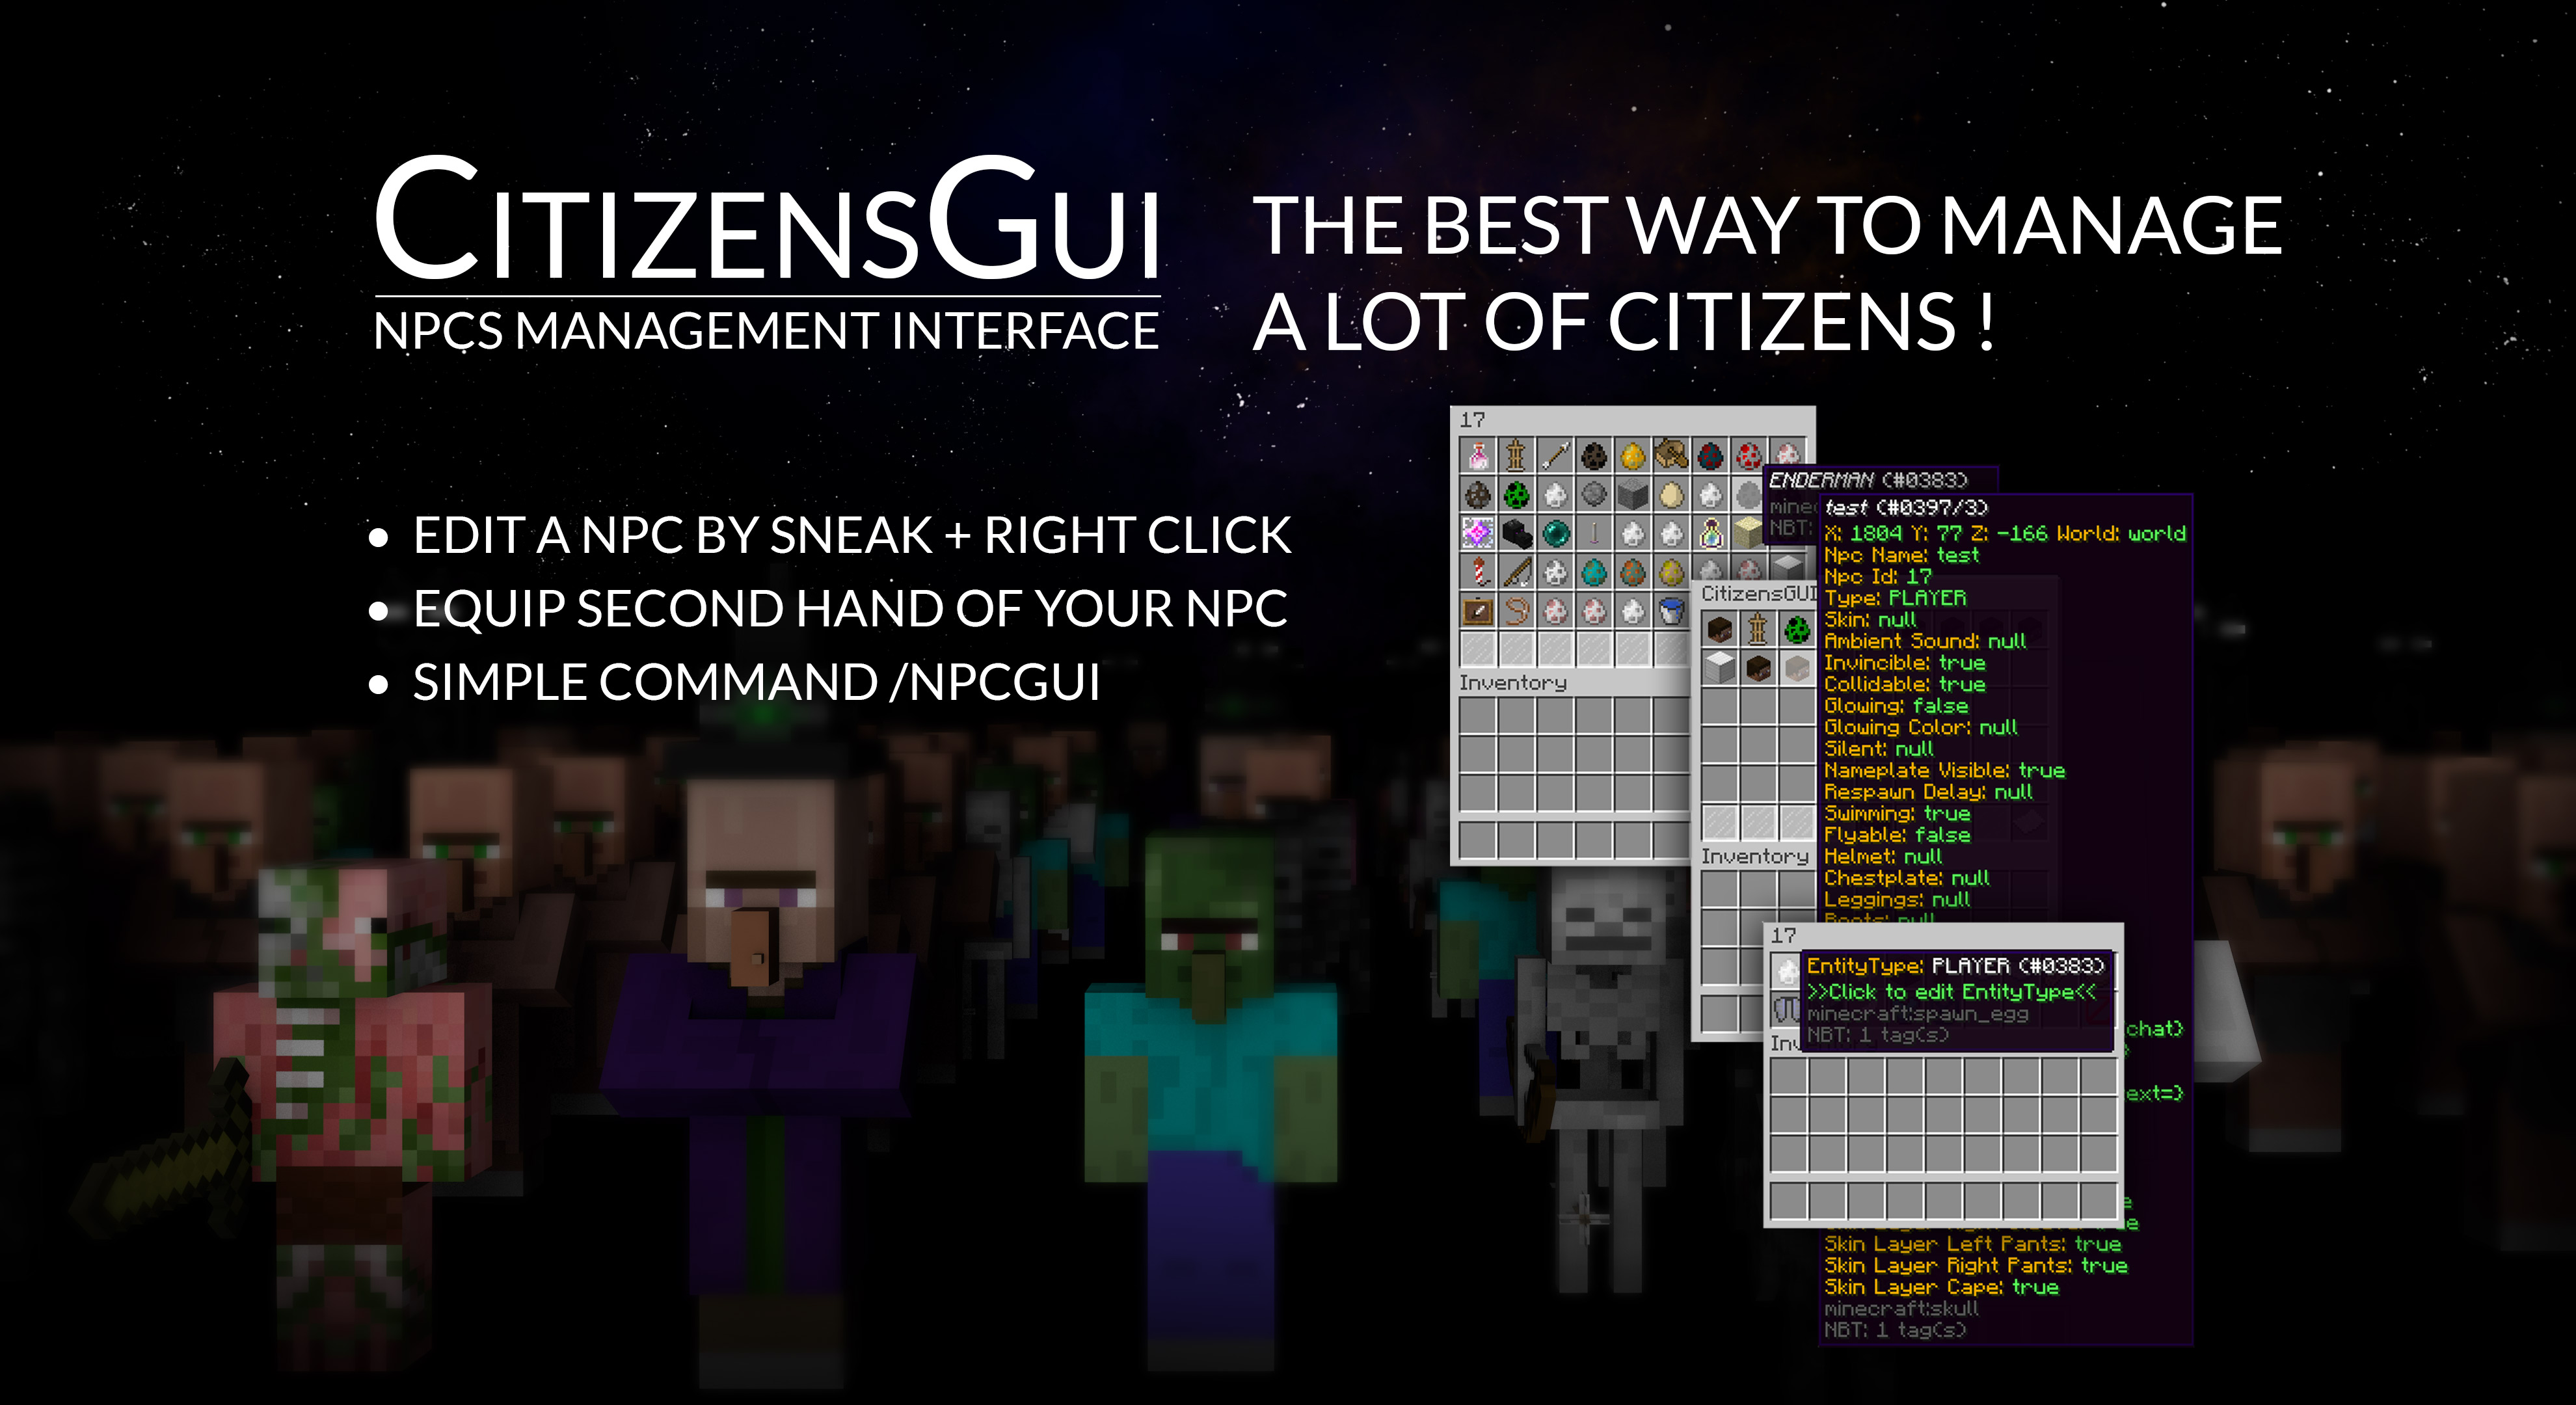 CITIZENSGUI
NPCS MANAGEMENT INTERFACE
THE BEST WAY TO MANAGE
A LOT OF CITIZENS !
• EDIT A NPC BY SNEAK + RIGHT CLICK
• EQUIP SECOND HAND OF YOUR NPC
• SIMPLE COMMAND /NPCGUI
17
Inventory
ENDERMAN (#0383)
NBT:
CitizensGUI
Inventory
test (#0397/3)
X: 1804 Y: 77 Z: -166 World: world
Npc Name: test
Npc Id: 17
Type: PLAYER
Skin: null
Ambient Sound: null
Invincible: true
Collidable: true
Glowing: false
Glowing Color: null
Silent: null
Nameplate Visible: true
Respawn Delay: null
Swimming: true
Flyable: false
Helmet: null
Chestplate: null
Leggings: null
Boots: null
17
EntityType: PLAYER (#0383)
>>Click to edit EntityType<<
minecraft:spawn_egg
NBT: 1 tag(s)
chat}
ext=}
Skin Layer Left Pants: true
Skin Layer Right Pants: true
Skin Layer Cape: true
minecraft:skull
NBT: 1 tag(s)